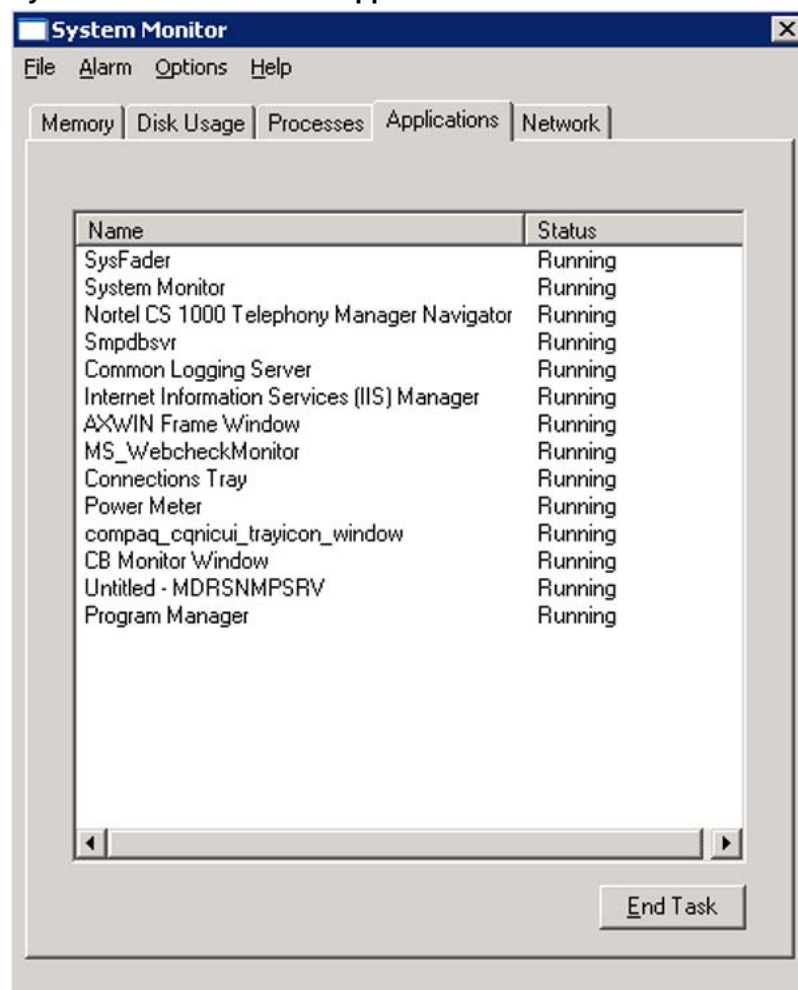 System Monitor
File Alarm Options Help
Memory Disk Usage Processes Applications Network
Name Status
SysFader Running
System Monitor Running
Nortel CS 1000 Telephony Manager Navigator Running
Smpdbsvr Running
Common Logging Server Running
Internet Information Services (IIS) Manager Running
AXWIN Frame Window Running
MS_WebcheckMonitor Running
Connections Tray Running
Power Meter Running
compaq_cqnicui_trayicon_window Running
CB Monitor Window Running
Untitled - MDRSNMPSRV Running
Program Manager Running
End Task